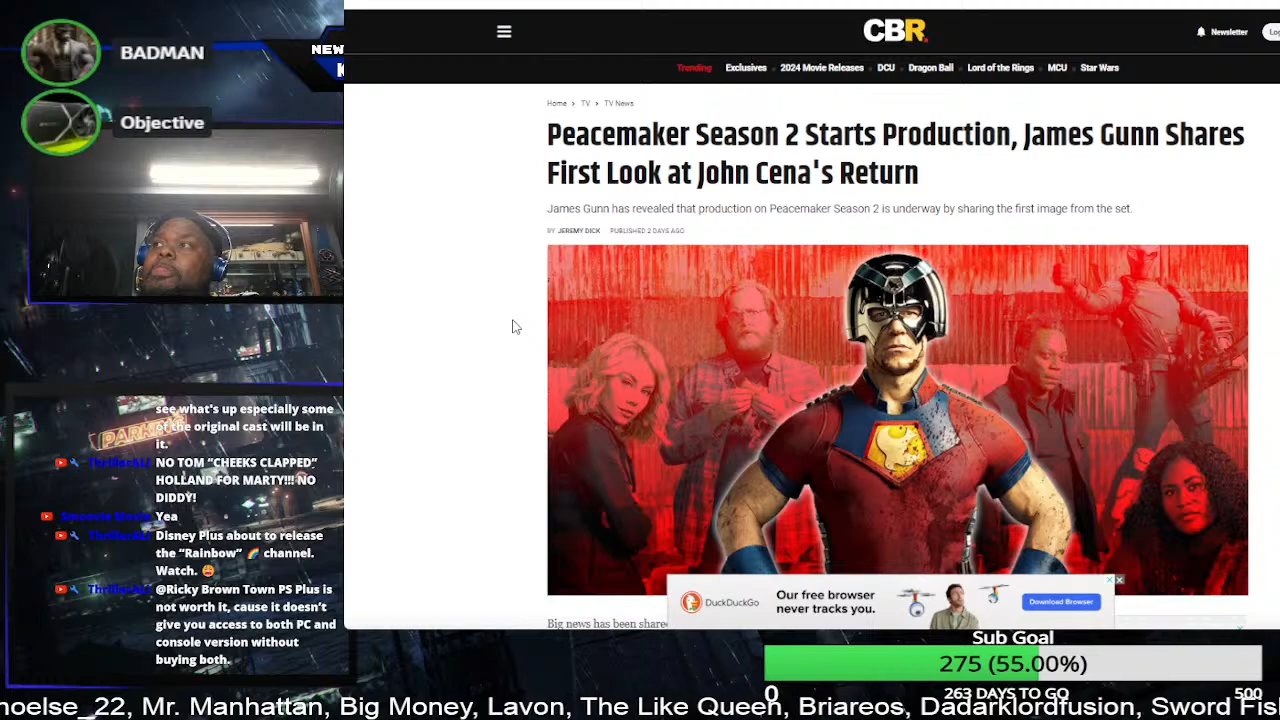 BADMAN
Objective
NEW
K
CBR.
Newsletter
Log
Trending Exclusives 2024 Movie Releases DCU Dragon Ball Lord of the Rings MCU Star Wars
Home > TV > TV News
Peacemaker Season 2 Starts Production, James Gunn Shares
First Look at John Cena's Return
James Gunn has revealed that production on Peacemaker Season 2 is underway by sharing the first image from the set.
BY JEREMY DICK PUBLISHED 2 DAYS AGO
DuckDuckGo
Our free browser
never tracks you.
Download Browser
Big news has been share
see what's up especially some
of the original cast will be in
it.
ThrillerALI NO TOM “CHEEKS CLAPPED”
HOLLAND FOR MARTY!!! NO
DIDDY!
Smoovie Movie Yea
ThrillerALI Disney Plus about to release
the “Rainbow” 🌈 channel.
Watch. 🤩
ThrillerALI @Ricky Brown Town PS Plus is
not worth it, cause it doesn’t
give you access to both PC and
console version without
buying both.
Sub Goal
275 (55.00%)
0 263 DAYS TO GO 500
hoelse_22, Mr. Manhattan, Big Money, Lavon, The Like Queen, Briareos, Dadarklordfusion, Sword Fis